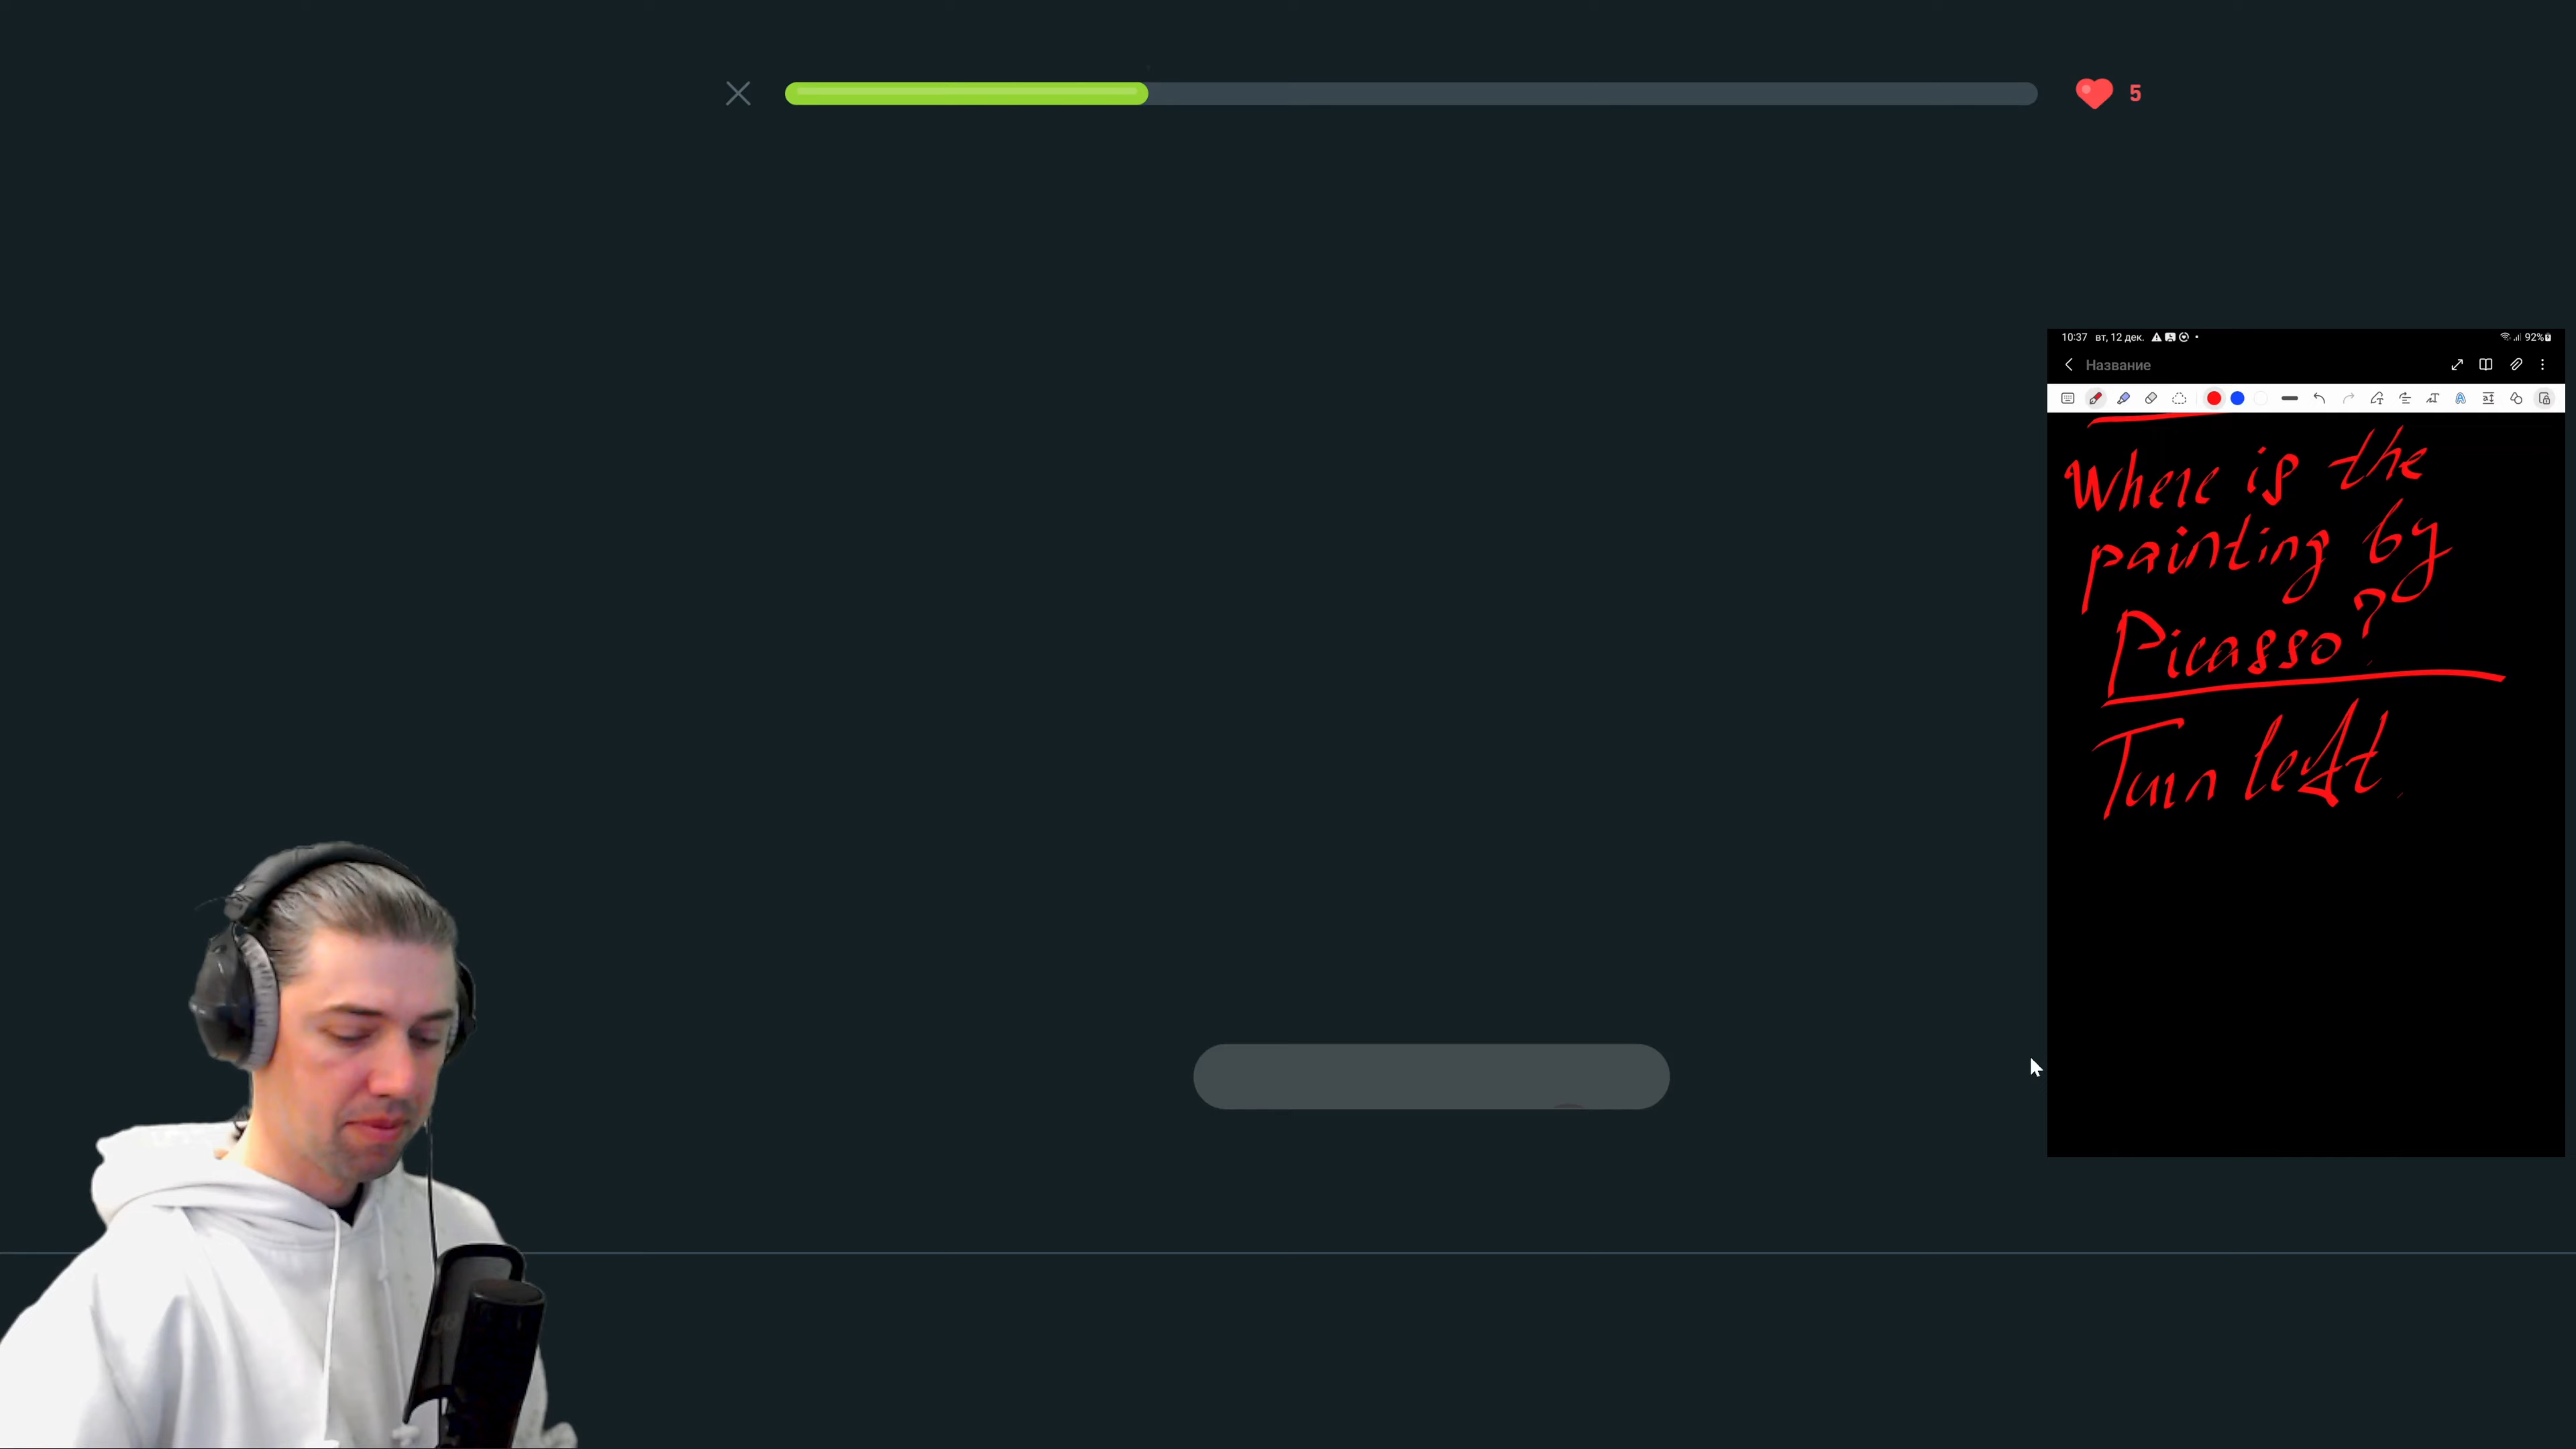 5
10:37 вт, 12 дек.
92%
Название
Where is the
painting by
Picasso?
Turn left